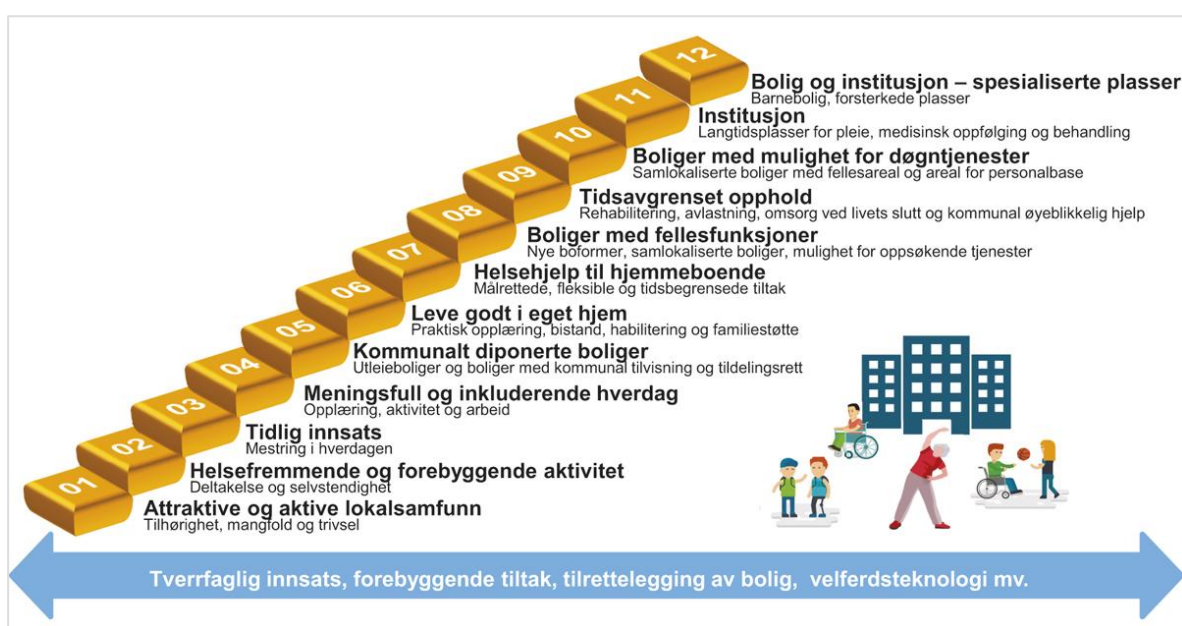 12
Bolig og institusjon – spesialiserte plasser
Barnebolig, forsterkede plasser
11
Institusjon
Langtidsplasser for pleie, medisinsk oppfølging og behandling
10
Boliger med mulighet for døgntjenester
Samlokaliserte boliger med fellesareal og areal for personalbase
09
Tidsavgrenset opphold
Rehabilitering, avlastning, omsorg ved livets slutt og kommunal øyeblikkelig hjelp
08
Boliger med fellesfunksjoner
Nye boformer, samlokaliserte boliger, mulighet for oppsøkende tjenester
07
Helsehjelp til hjemmeboende
Målrettede, fleksible og tidsbegrensede tiltak
06
Leve godt i eget hjem
Praktisk opplæring, bistand, habilitering og familiestøtte
05
Kommunalt diponerte boliger
Utleieboliger og boliger med kommunal tilvisning og tildelingsrett
04
Meningsfull og inkluderende hverdag
Opplæring, aktivitet og arbeid
03
Tidlig innsats
Mestring i hverdagen
02
Helsefremmende og forebyggende aktivitet
Deltakelse og selvstendighet
01
Attraktive og aktive lokalsamfunn
Tilhørighet, mangfold og trivsel
Tverrfaglig innsats, forebyggende tiltak, tilrettelegging av bolig, velferdsteknologi mv.